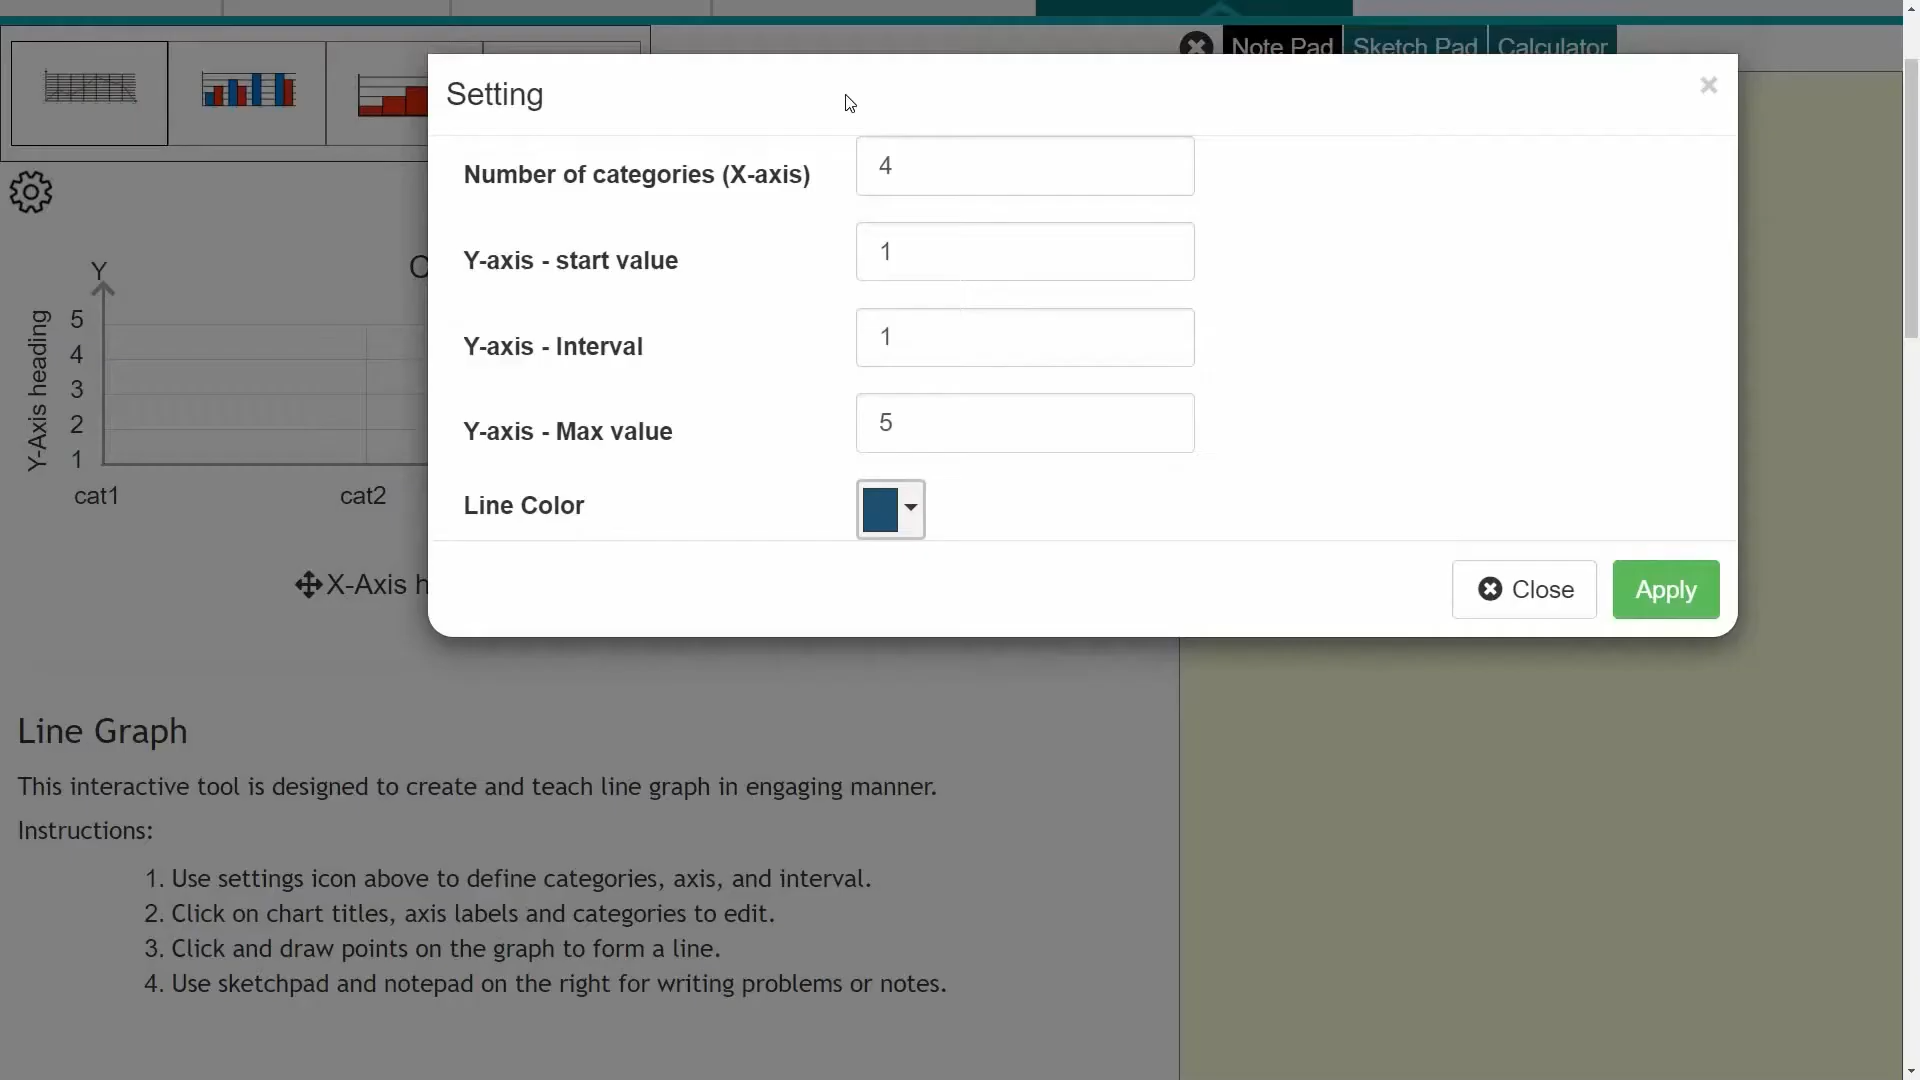 Note Pad
Sketch Pad
Calculator
Setting
×
Number of categories (X-axis)
4
Y-axis - start value
1
Y-axis - Interval
1
Y-axis - Max value
5
Line Color
Close
Apply
Y
C
Y-Axis heading
5
4
3
2
1
cat1
cat2
X-Axis h
Line Graph
This interactive tool is designed to create and teach line graph in engaging manner.
Instructions:
1. Use settings icon above to define categories, axis, and interval.
2. Click on chart titles, axis labels and categories to edit.
3. Click and draw points on the graph to form a line.
4. Use sketchpad and notepad on the right for writing problems or notes.